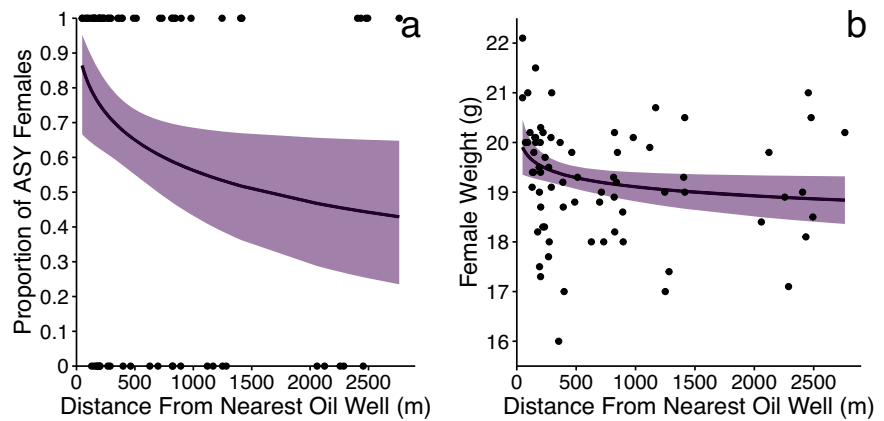 a
Proportion of ASY Females
1
0.9
0.8
0.7
0.6
0.5
0.4
0.3
0.2
0.1
0
0 500 1000 1500 2000 2500
Distance From Nearest Oil Well (m)
b
Female Weight (g)
22
21
20
19
18
17
16
0 500 1000 1500 2000 2500
Distance From Nearest Oil Well (m)